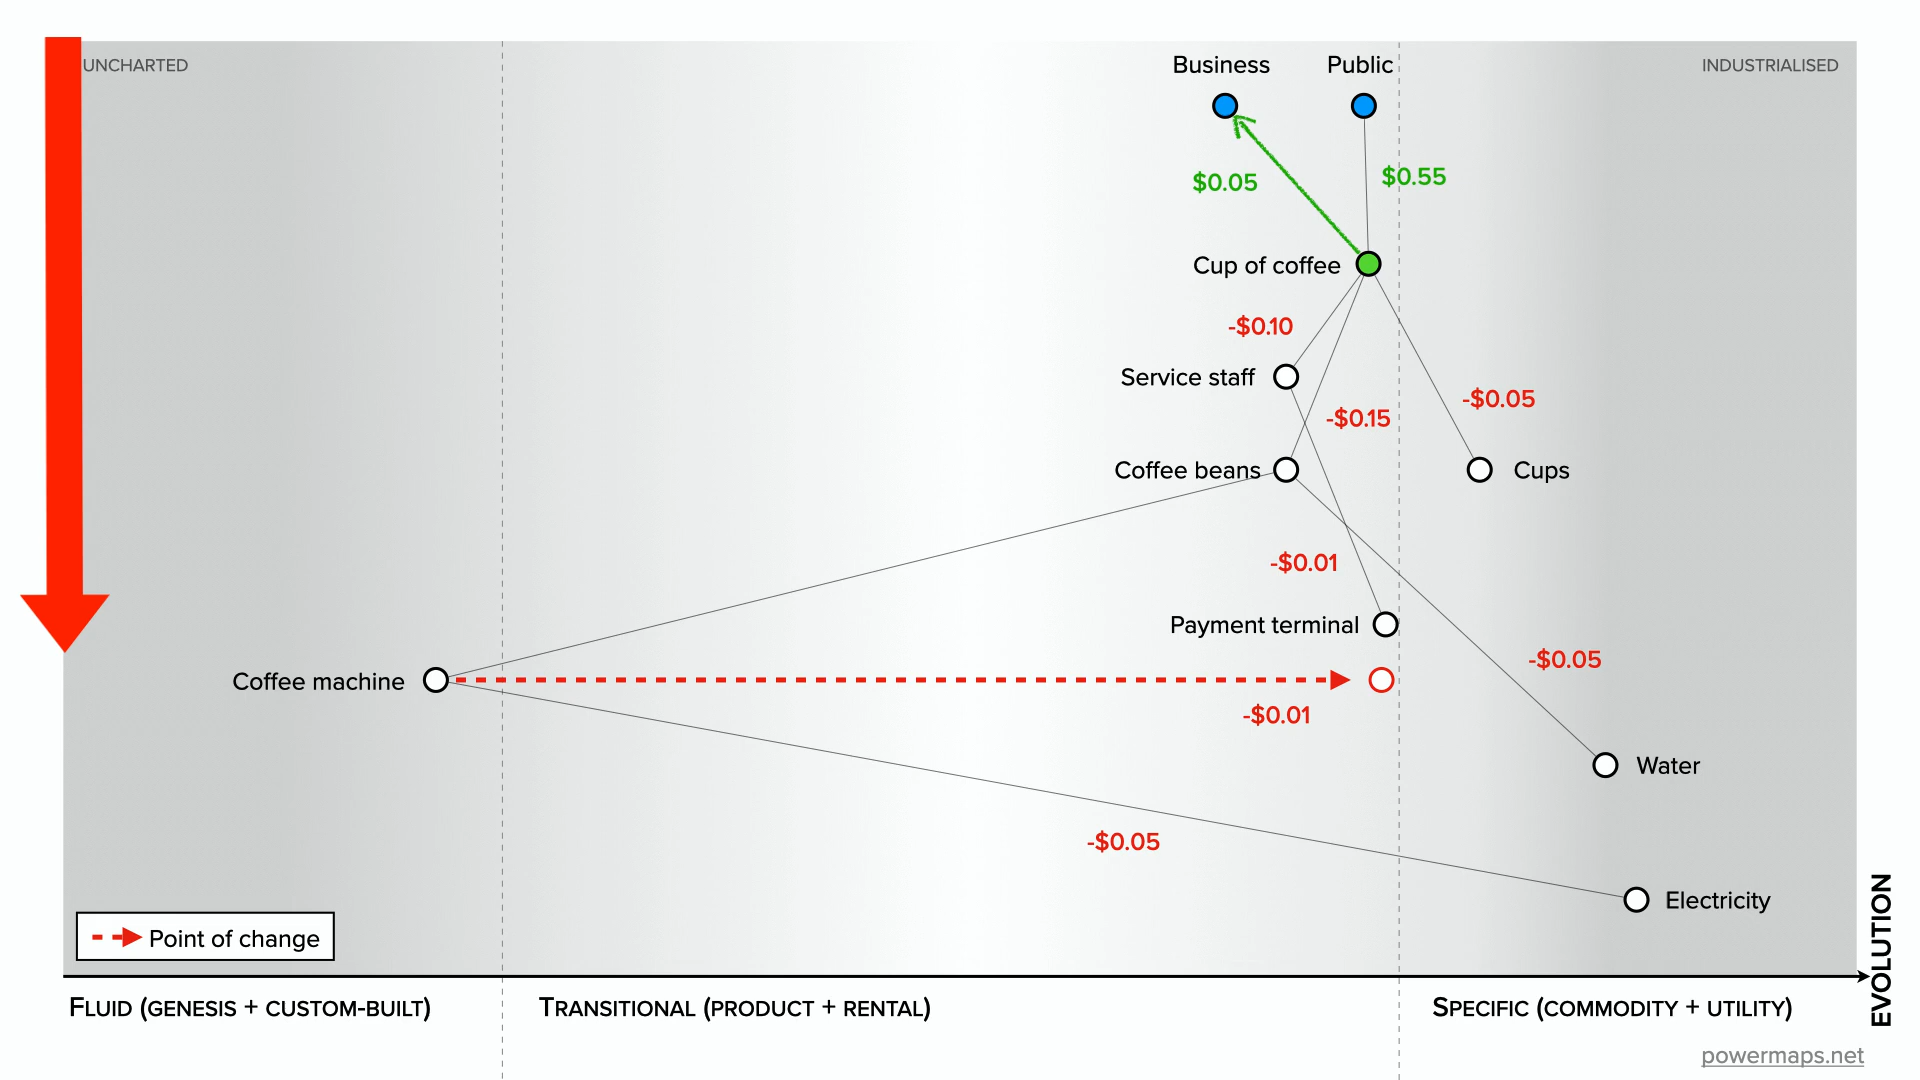 UNCHARTED
Business
Public
INDUSTRIALISED
$0.05
$0.55
Cup of coffee
-$0.10
Service staff
-$0.15
-$0.05
Coffee beans
Cups
-$0.01
Payment terminal
-$0.05
Coffee machine
-$0.01
Water
-$0.05
Electricity
Point of change
EVOLUTION
FLUID (GENESIS + CUSTOM-BUILT)
TRANSITIONAL (PRODUCT + RENTAL)
SPECIFIC (COMMODITY + UTILITY)
powermaps.net